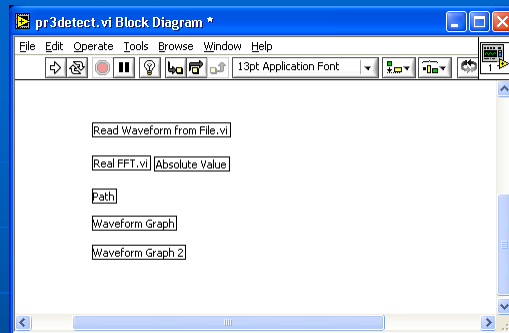 pr3detect.vi Block Diagram *
File Edit Operate Tools Browse Window Help
13pt Application Font
1
Read Waveform from File.vi
Real FFT.vi Absolute Value
Path
Waveform Graph
Waveform Graph 2